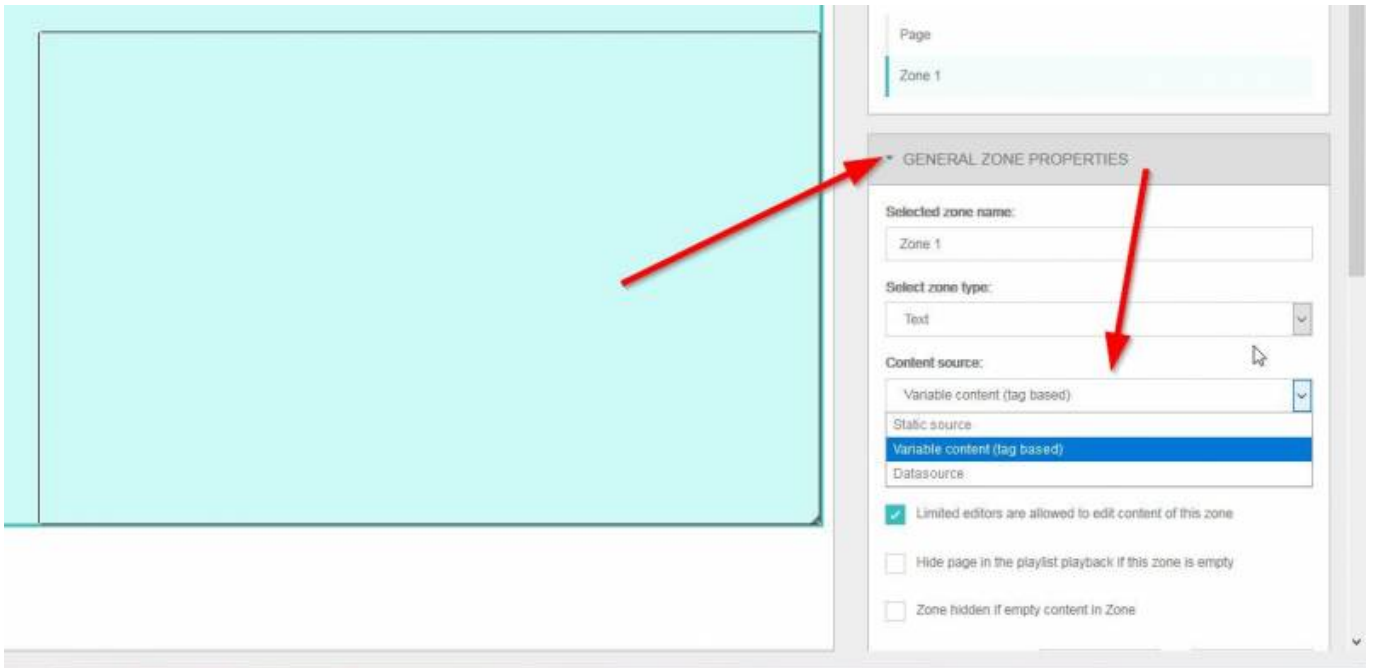 Page
Zone 1
GENERAL ZONE PROPERTIES
Selected zone name:
Zone 1
Select zone type:
Text
Content source:
Variable content (tag based)
Static source
Variable content (tag based)
Datasource
Limited editors are allowed to edit content of this zone
Hide page in the playlist playback if this zone is empty
Zone hidden if empty content in Zone